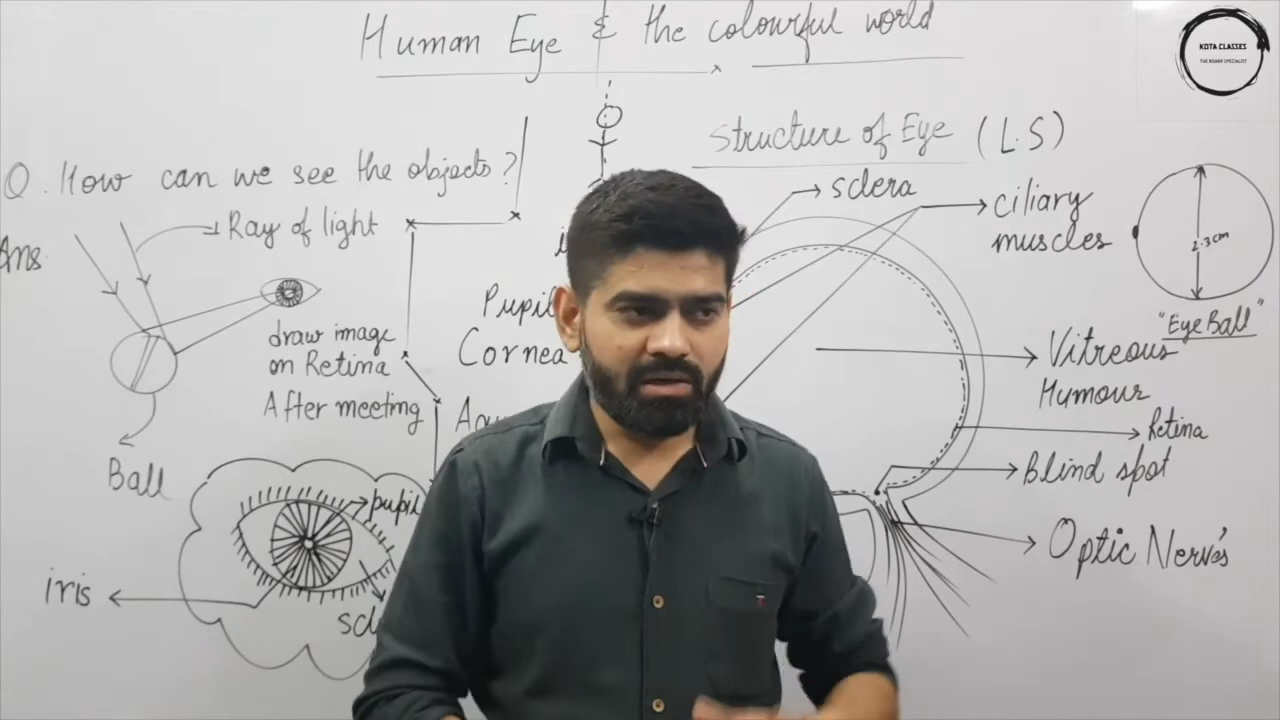 Human Eye & the colourful world
KOTA CLASSES
THE BOARD SPECIALIST
Structure of Eye (L.S)
Q. How can we see the objects?
Ans.
Ray of light
draw image
on Retina
After meeting
Ball
pupil
iris
Pupil
Cornea
sclera
ciliary
muscles
2.3cm
"Eye Ball"
Vitreous
Humour
Retina
Blind spot
Optic Nerves